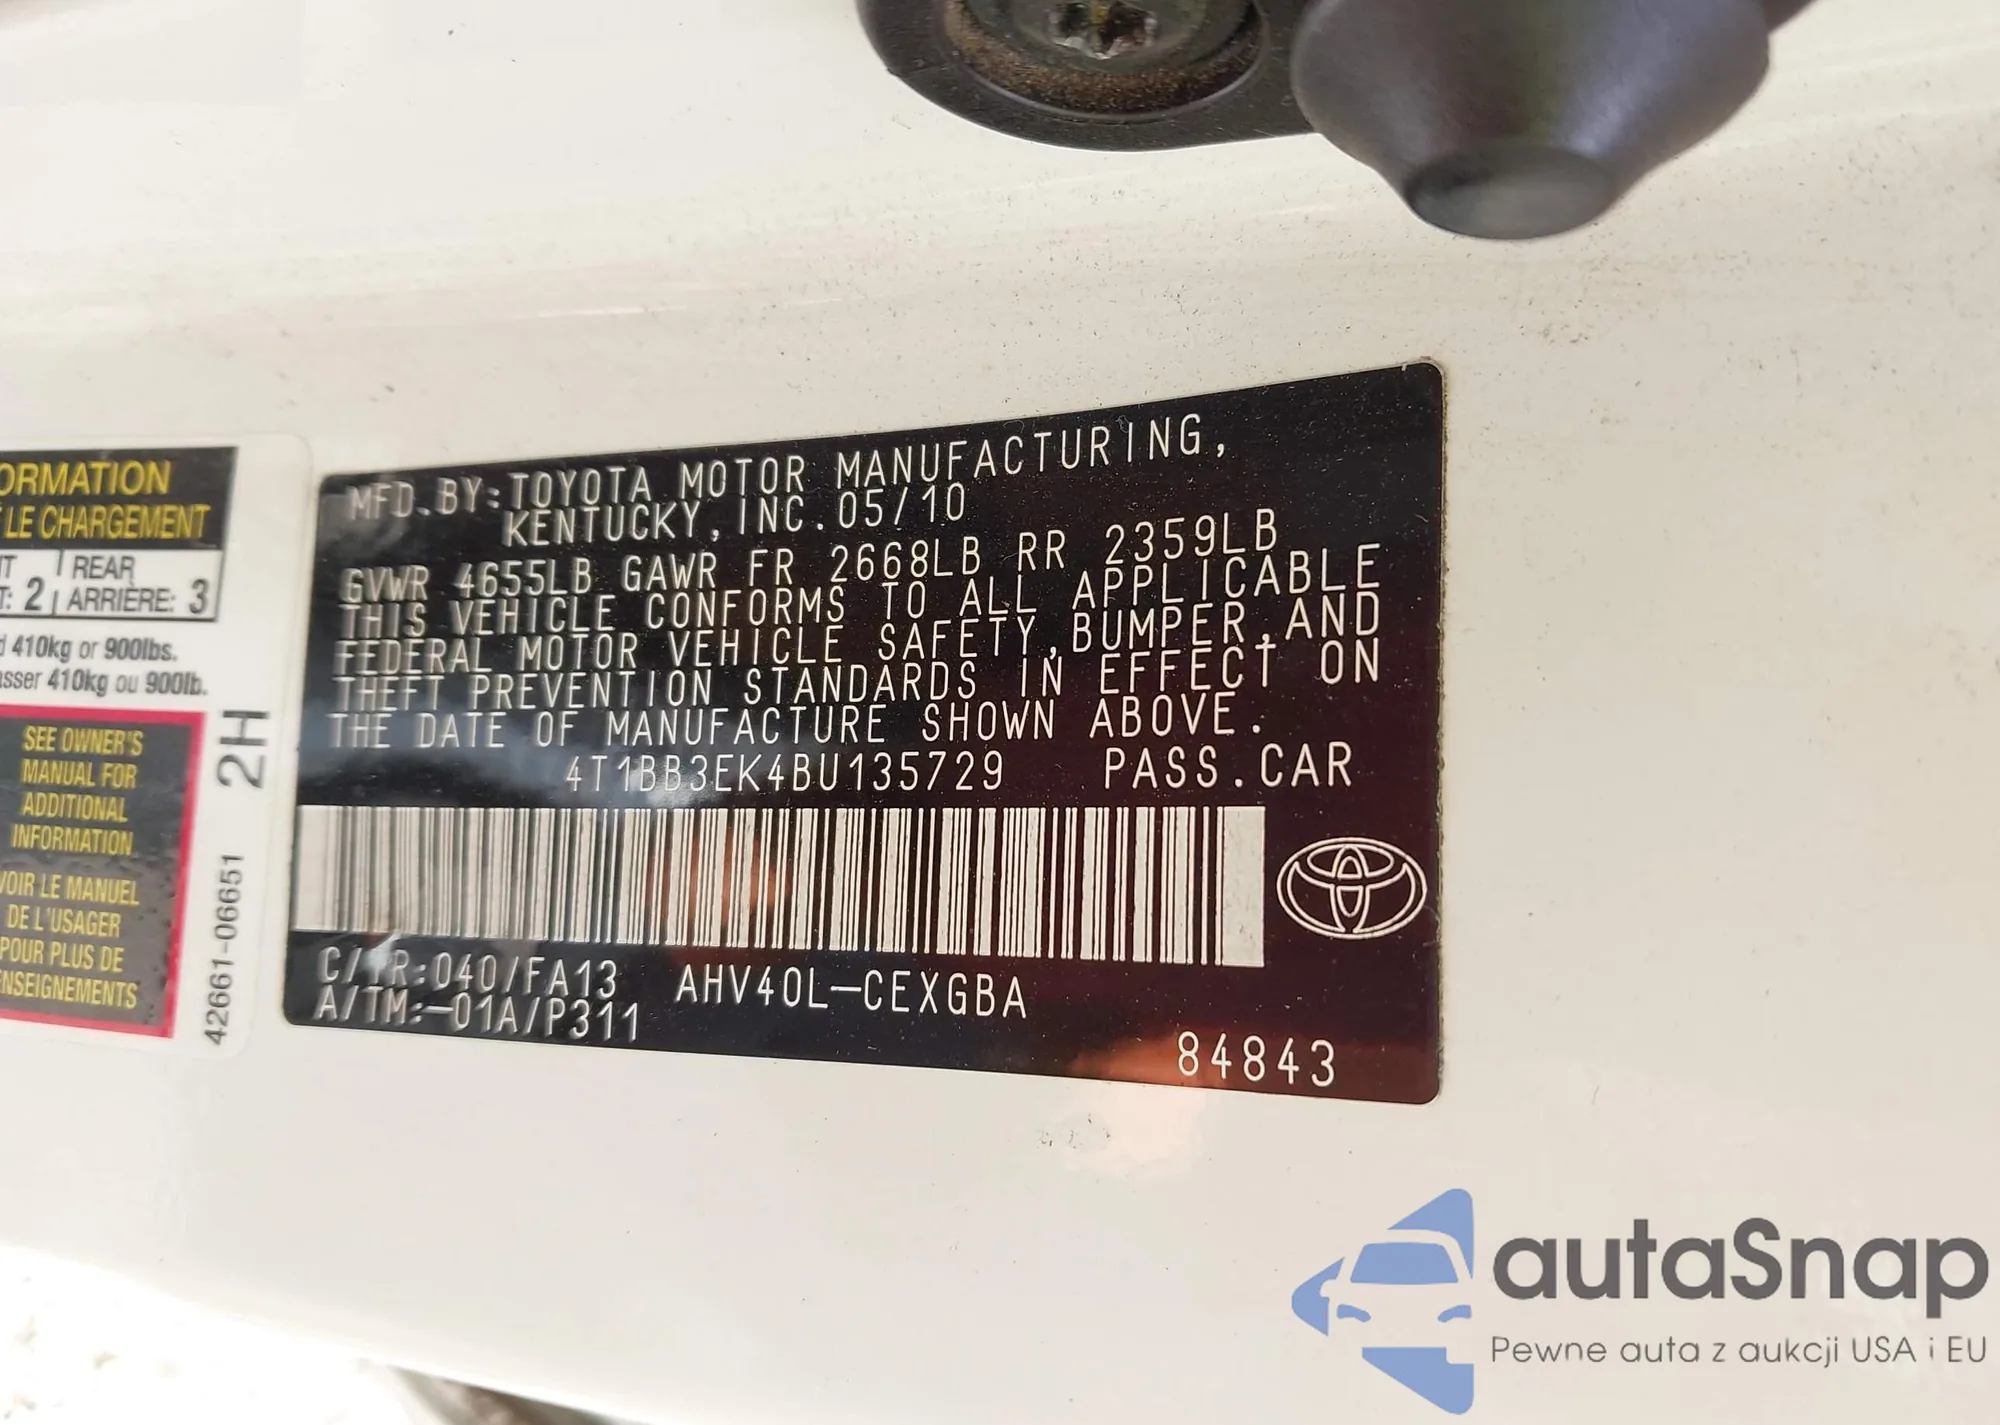 ORMATION
LE CHARGEMENT
REAR
2 ARRIÈRE: 3
410kg or 900lbs.
asser 410kg ou 900lb.
SEE OWNER'S
MANUAL FOR
ADDITIONAL
INFORMATION
VOIR LE MANUEL
DE L'USAGER
POUR PLUS DE
ENSEIGNEMENTS
2H
42661-06651
MFD.BY:TOYOTA MOTOR MANUFACTURING,
KENTUCKY,INC.05/10
GVWR 4655LB GAWR FR 2668LB RR 2359LB
THIS VEHICLE CONFORMS TO ALL APPLICABLE
FEDERAL MOTOR VEHICLE SAFETY,BUMPER,AND
THEFT PREVENTION STANDARDS IN EFFECT ON
THE DATE OF MANUFACTURE SHOWN ABOVE.
4T1BB3EK4BU135729 PASS.CAR
C/TR:040/FA13 AHV40L-CEXGBA
A/TM:-01A/P311
84843
autaSnap
Pewne auta z aukcji USA i EU